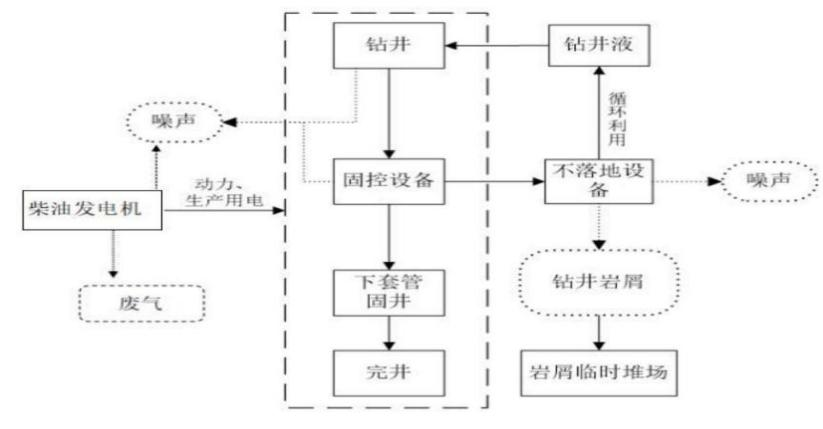 钻井
钻井液
噪声
循环利用
固控设备
不落地设
备
噪声
动力、
生产用电
柴油发电机
废气
下套管
固井
钻井岩屑
完井
岩屑临时堆场